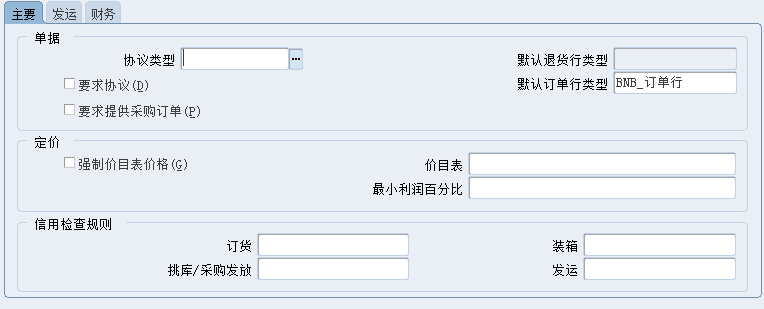 主要 发运 财务
单据
协议类型 默认退货行类型
要求协议(D) 默认订单行类型 BNB_订单行
要求提供采购订单(P)
定价
强制价目表价格(G) 价目表
最小利润百分比
信用检查规则
订货 装箱
挑库/采购发放 发运